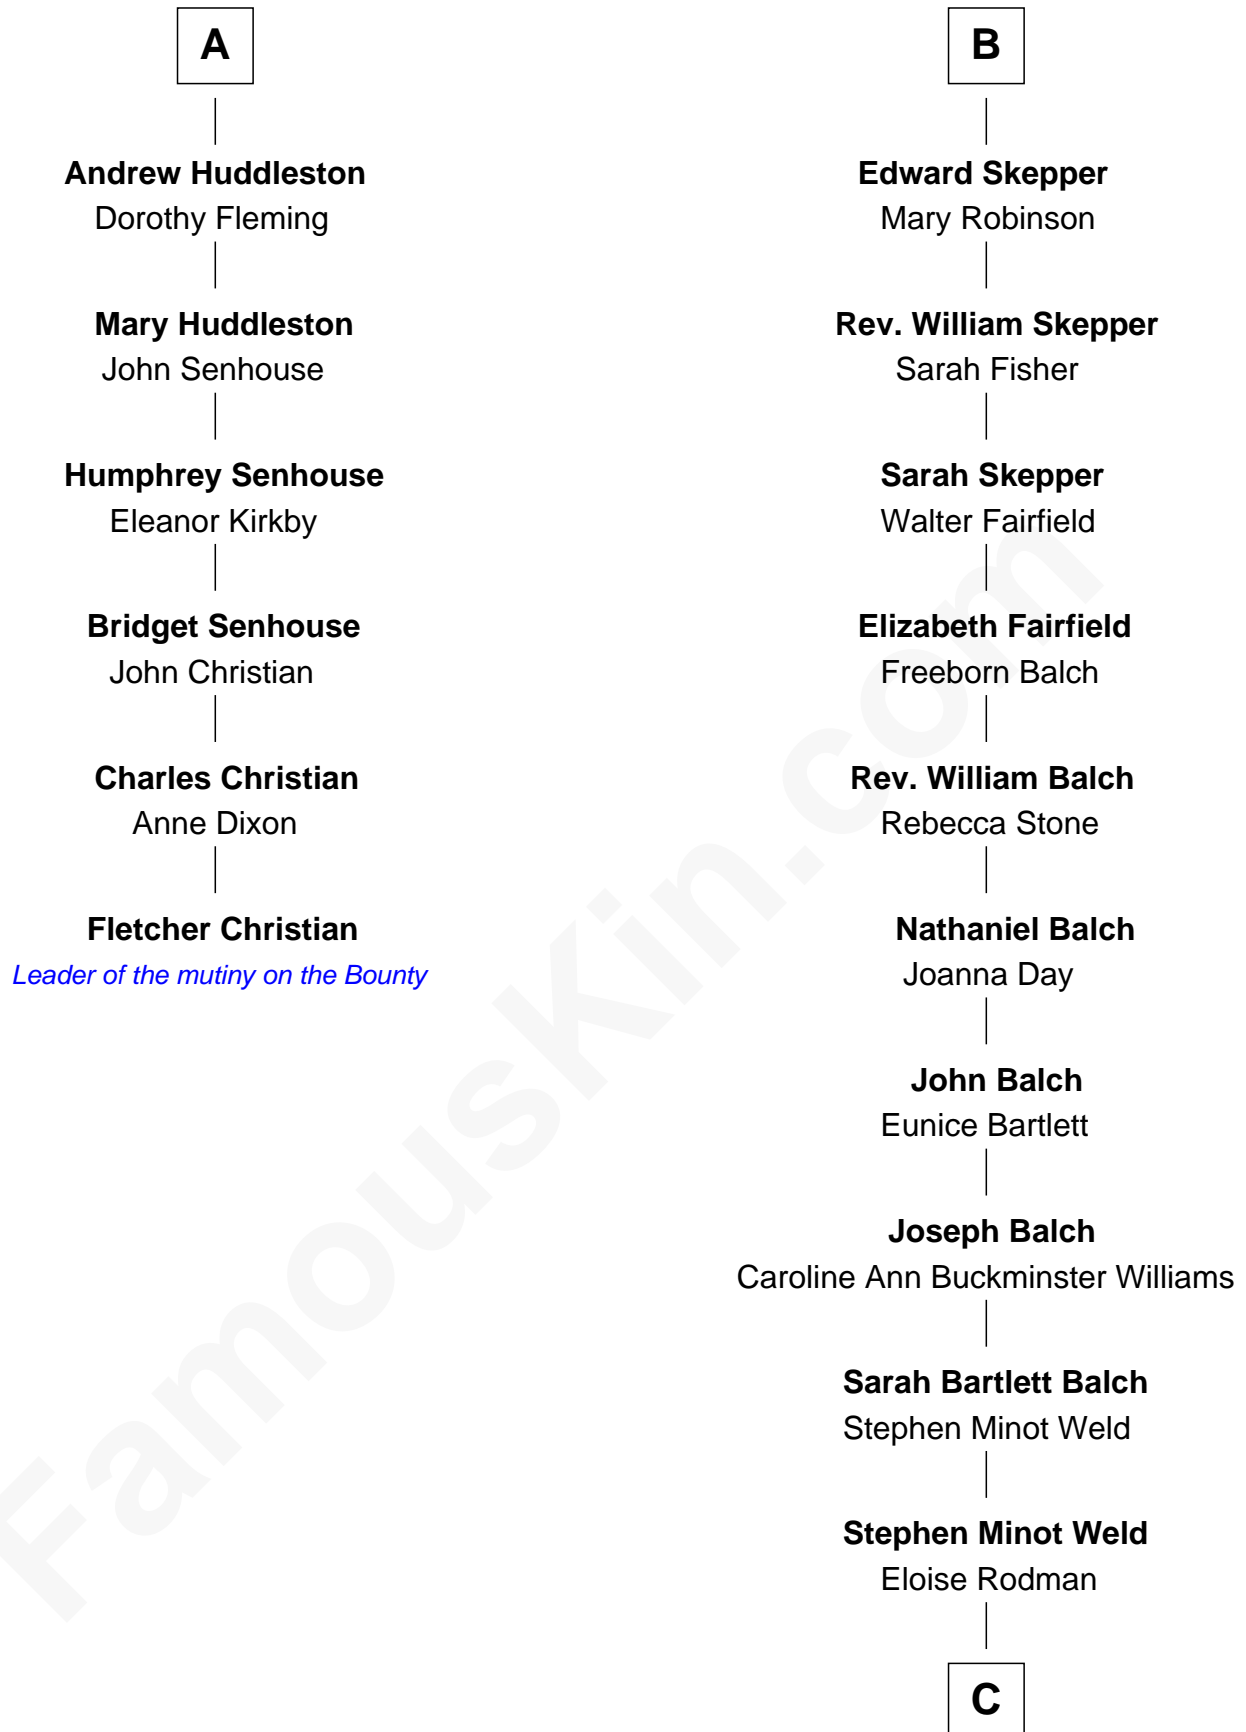 A
Andrew Huddleston
Dorothy Fleming
Mary Huddleston
John Senhouse
Humphrey Senhouse
Eleanor Kirkby
Bridget Senhouse
John Christian
Charles Christian
Anne Dixon
Fletcher Christian
Leader of the mutiny on the Bounty
B
Edward Skepper
Mary Robinson
Rev. William Skepper
Sarah Fisher
Sarah Skepper
Walter Fairfield
Elizabeth Fairfield
Freeborn Balch
Rev. William Balch
Rebecca Stone
Nathaniel Balch
Joanna Day
John Balch
Eunice Bartlett
Joseph Balch
Caroline Ann Buckminster Williams
Sarah Bartlett Balch
Stephen Minot Weld
Stephen Minot Weld
Eloise Rodman
C
FamousKin.com